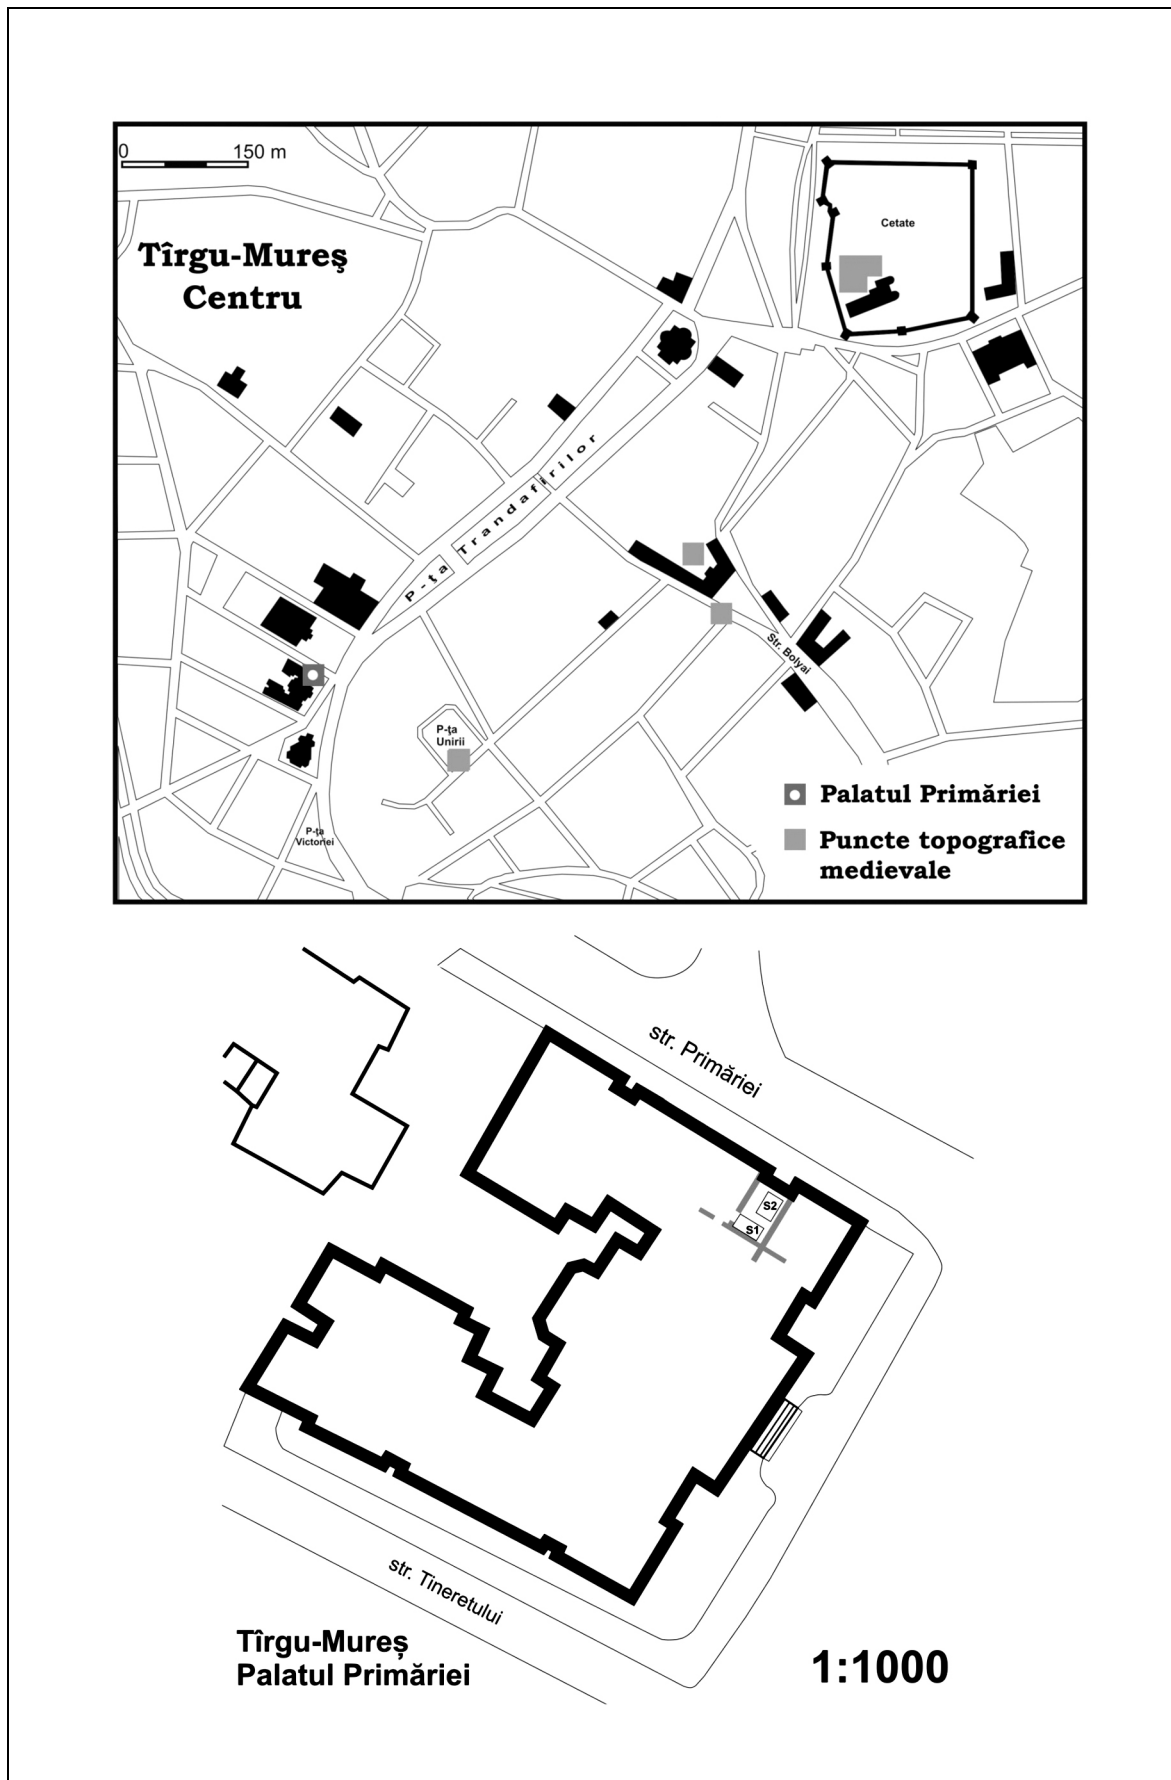 0 150 m
Tîrgu-Mureş
Centru
Cetate
P-ţa Trandafirilor
Str. Bolyai
P-ţa
Unirii
P-ţa
Victoriei
Palatul Primăriei
Puncte topografice
medievale
str. Primăriei
S2
S1
str. Tineretului
Tîrgu-Mureș
Palatul Primăriei
1:1000